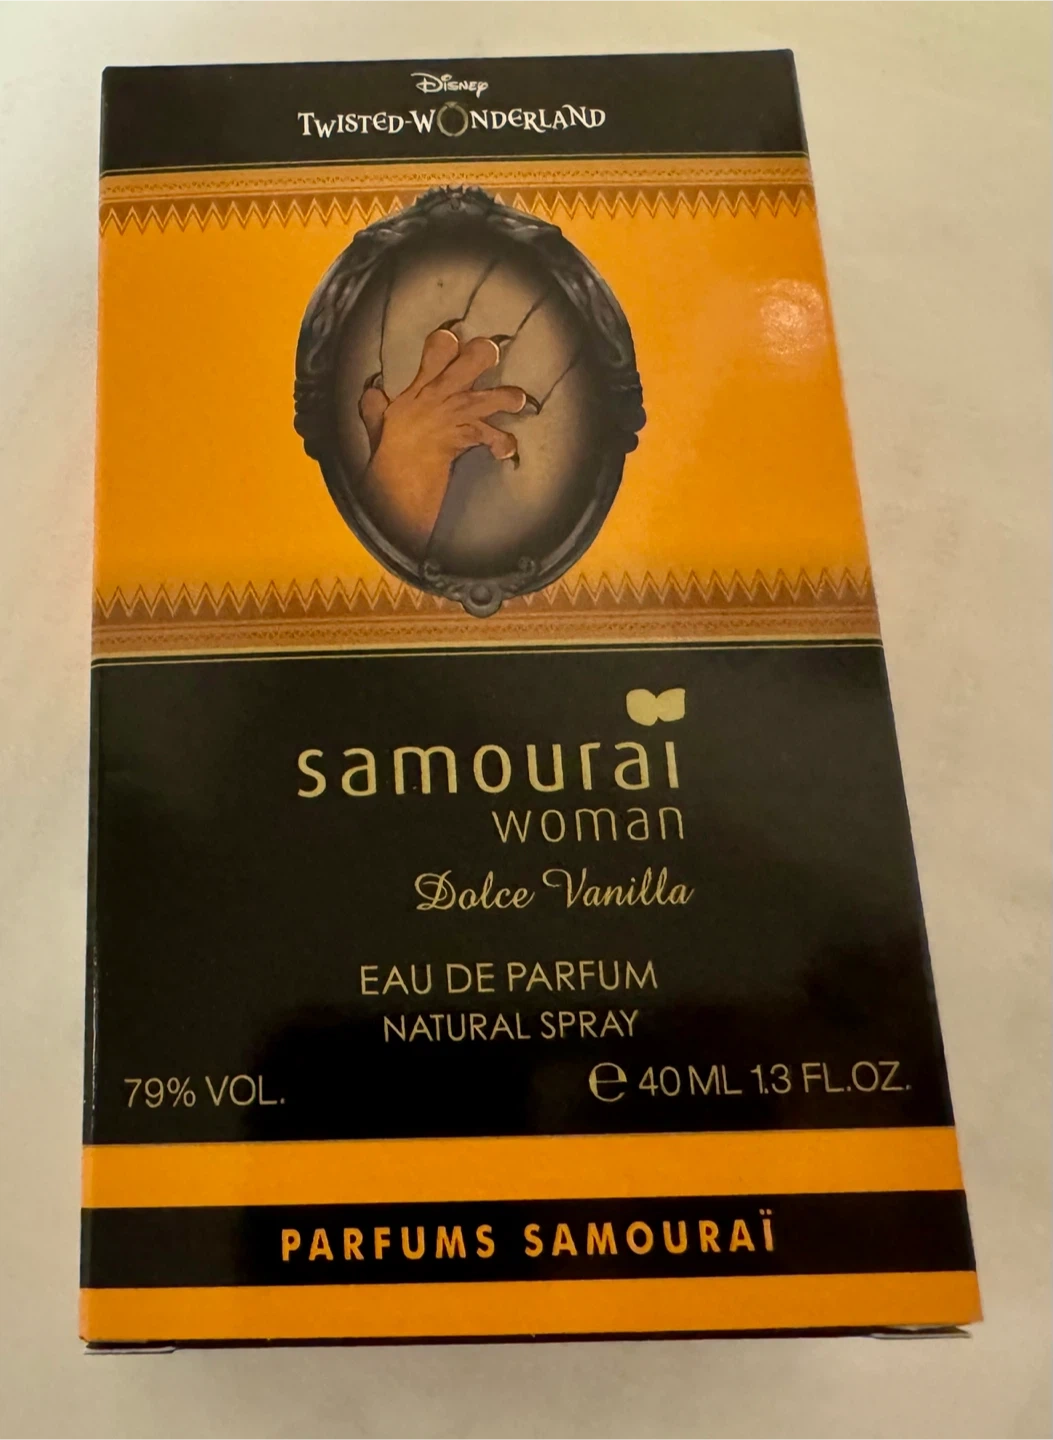 Disney
TWISTED-WONDERLAND
samouraï
woman
Dolce Vanilla
EAU DE PARFUM
NATURAL SPRAY
79% VOL.
℮ 40 ML 1.3 FL.OZ.
PARFUMS SAMOURAÏ